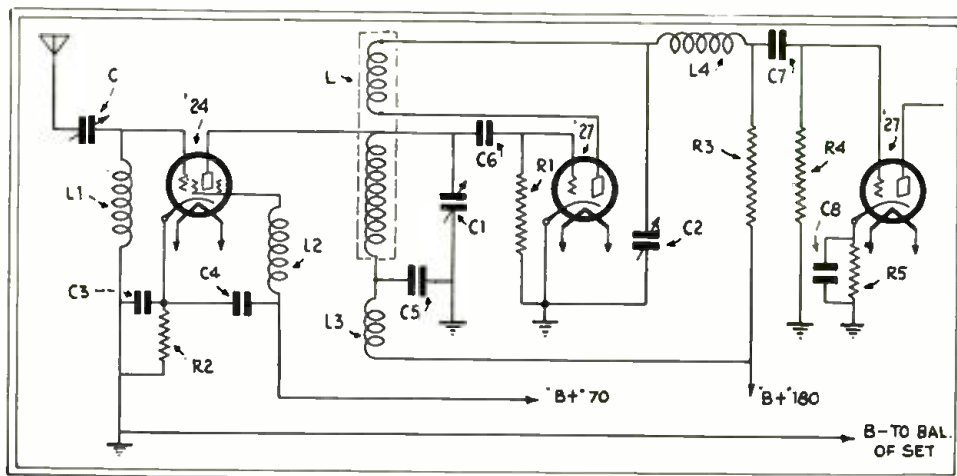 C
'24
L
L4
C7
'27
'27
L1
C6
R1
R3
R4
C1
C2
C8
L2
R5
C3
C4
C5
L3
R2
"B+" 70
"B+" 180
B- TO BAL.
OF SET